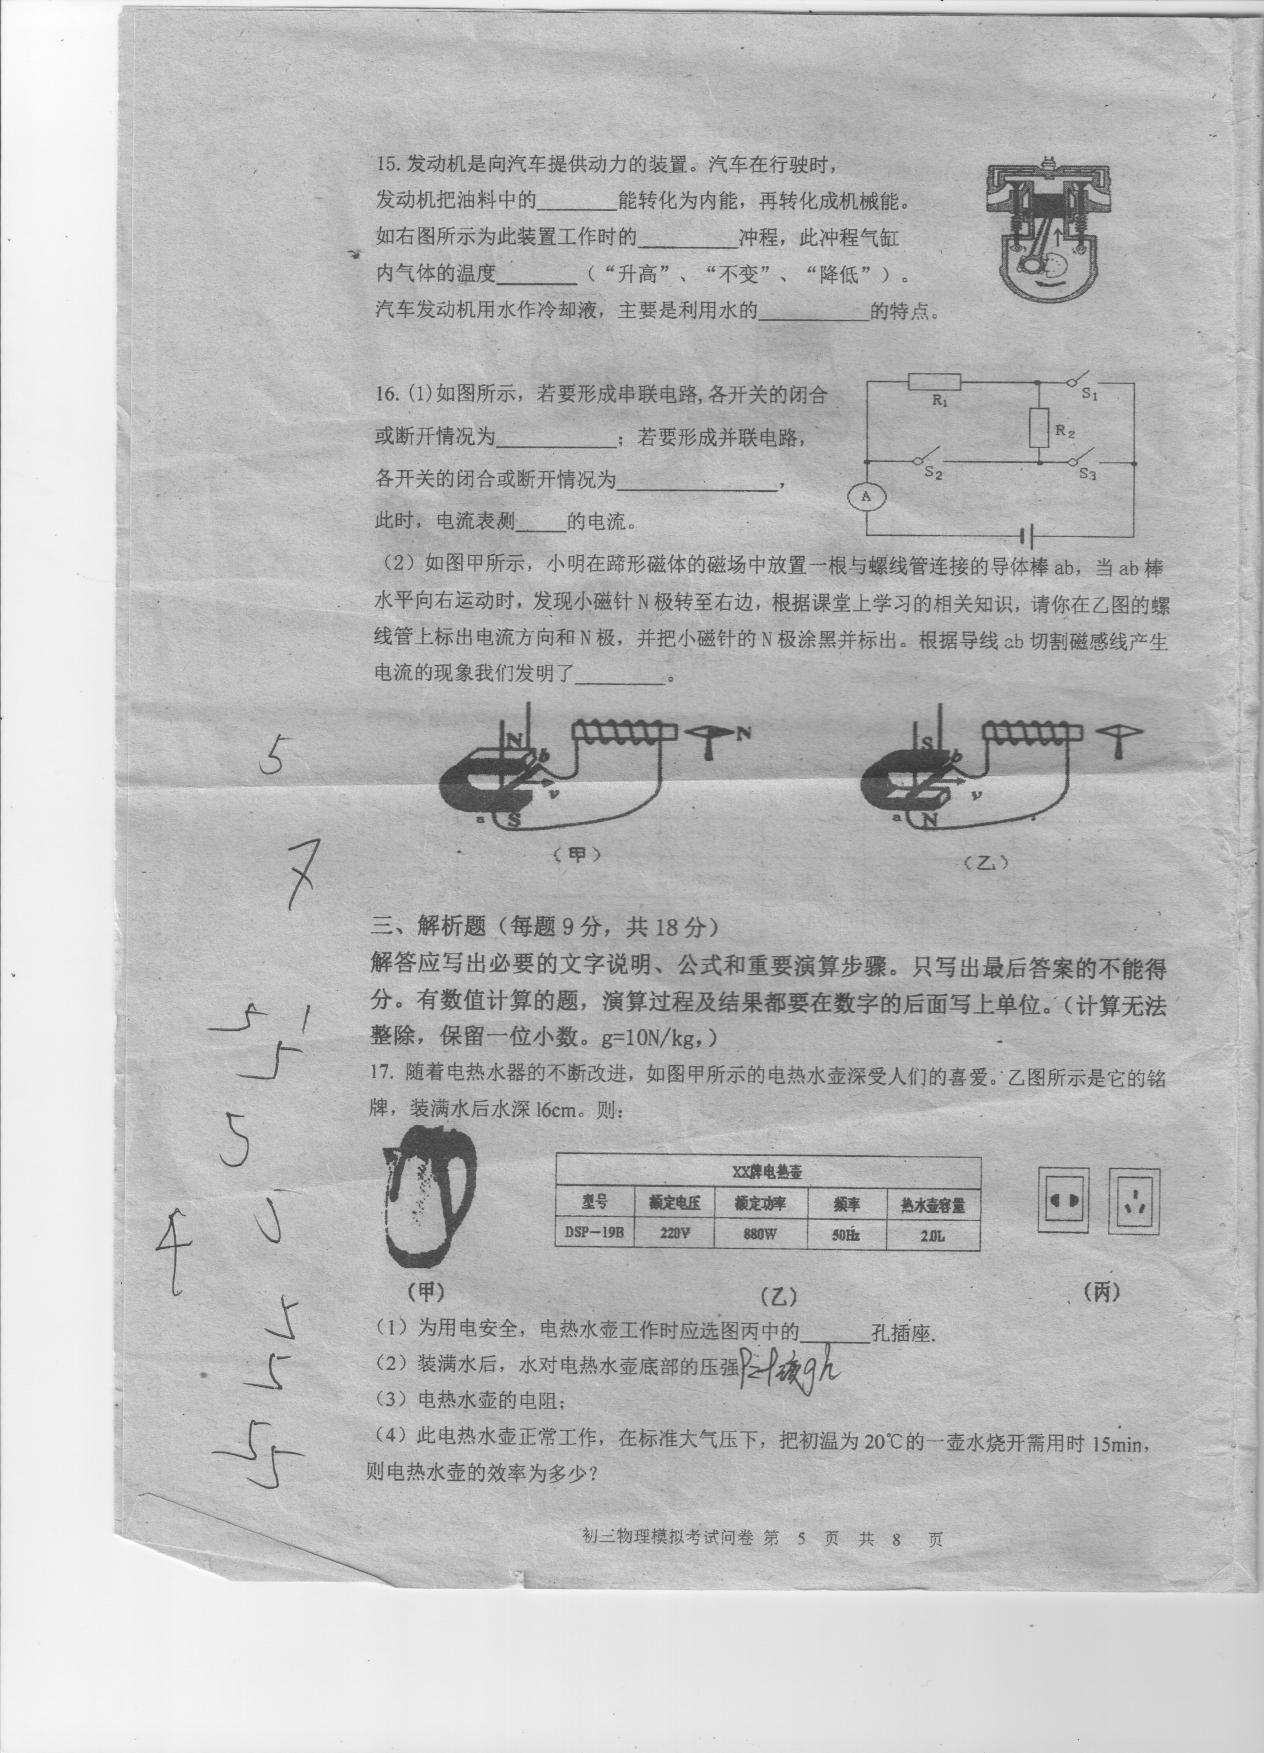 15. 发动机是向汽车提供动力的装置。汽车在行驶时，
发动机把油料中的________能转化为内能，再转化成机械能。
如右图所示为此装置工作时的__________冲程，此冲程气缸
内气体的温度________（“升高”、“不变”、“降低”）。
汽车发动机用水作冷却液，主要是利用水的___________的特点。
16. (1)如图所示，若要形成串联电路,各开关的闭合
或断开情况为____________；若要形成并联电路，
各开关的闭合或断开情况为________________，
此时，电流表测_____的电流。
R1
S1
R2
S2
S3
A
（2）如图甲所示，小明在蹄形磁体的磁场中放置一根与螺线管连接的导体棒 ab，当 ab 棒
水平向右运动时，发现小磁针 N 极转至右边，根据课堂上学习的相关知识，请你在乙图的螺
线管上标出电流方向和 N 极，并把小磁针的 N 极涂黑并标出。根据导线 ab 切割磁感线产生
电流的现象我们发明了_________。
N b N
v
a S
（甲）
S b
v
a N
（乙）
5
7
三、解析题（每题 9 分，共 18 分）
解答应写出必要的文字说明、公式和重要演算步骤。只写出最后答案的不能得
分。有数值计算的题，演算过程及结果都要在数字的后面写上单位。（计算无法
整除，保留一位小数。g=10N/kg，）
17. 随着电热水器的不断改进，如图甲所示的电热水壶深受人们的喜爱。乙图所示是它的铭
牌，装满水后水深 16cm。则:
XX牌电热壶
型号 额定电压 额定功率 频率 热水壶容量
DSP－19B 220V 880W 50Hz 2.0L
（甲）
（乙）
（丙）
（1）为用电安全，电热水壶工作时应选图丙中的_______孔插座.
（2）装满水后，水对电热水壶底部的压强 P=ρ液gh
（3）电热水壶的电阻;
（4）此电热水壶正常工作，在标准大气压下，把初温为 20℃的一壶水烧开需用时 15min，
则电热水壶的效率为多少?
5 1
5
5
4
5
5
5
5
初三物理模拟考试问卷 第 5 页 共 8 页